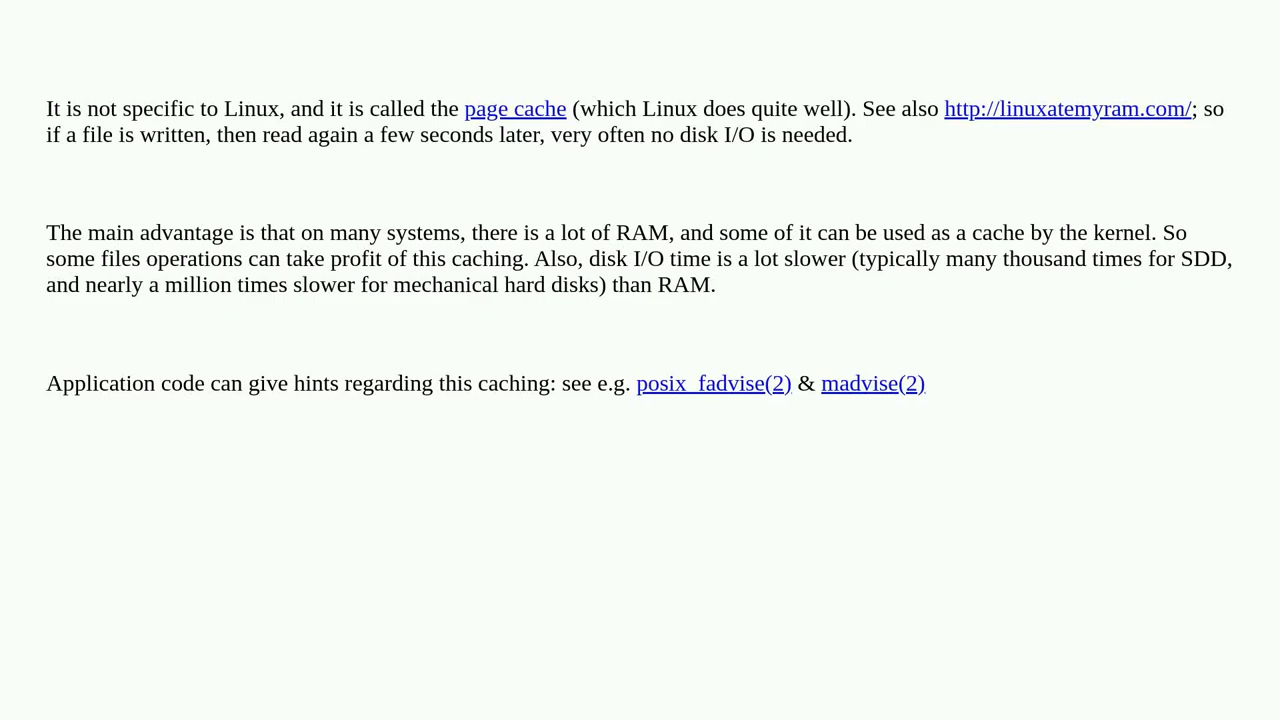 It is not specific to Linux, and it is called the page cache (which Linux does quite well). See also http://linuxatemyram.com/; so
if a file is written, then read again a few seconds later, very often no disk I/O is needed.
The main advantage is that on many systems, there is a lot of RAM, and some of it can be used as a cache by the kernel. So
some files operations can take profit of this caching. Also, disk I/O time is a lot slower (typically many thousand times for SDD,
and nearly a million times slower for mechanical hard disks) than RAM.
Application code can give hints regarding this caching: see e.g. posix_fadvise(2) & madvise(2)